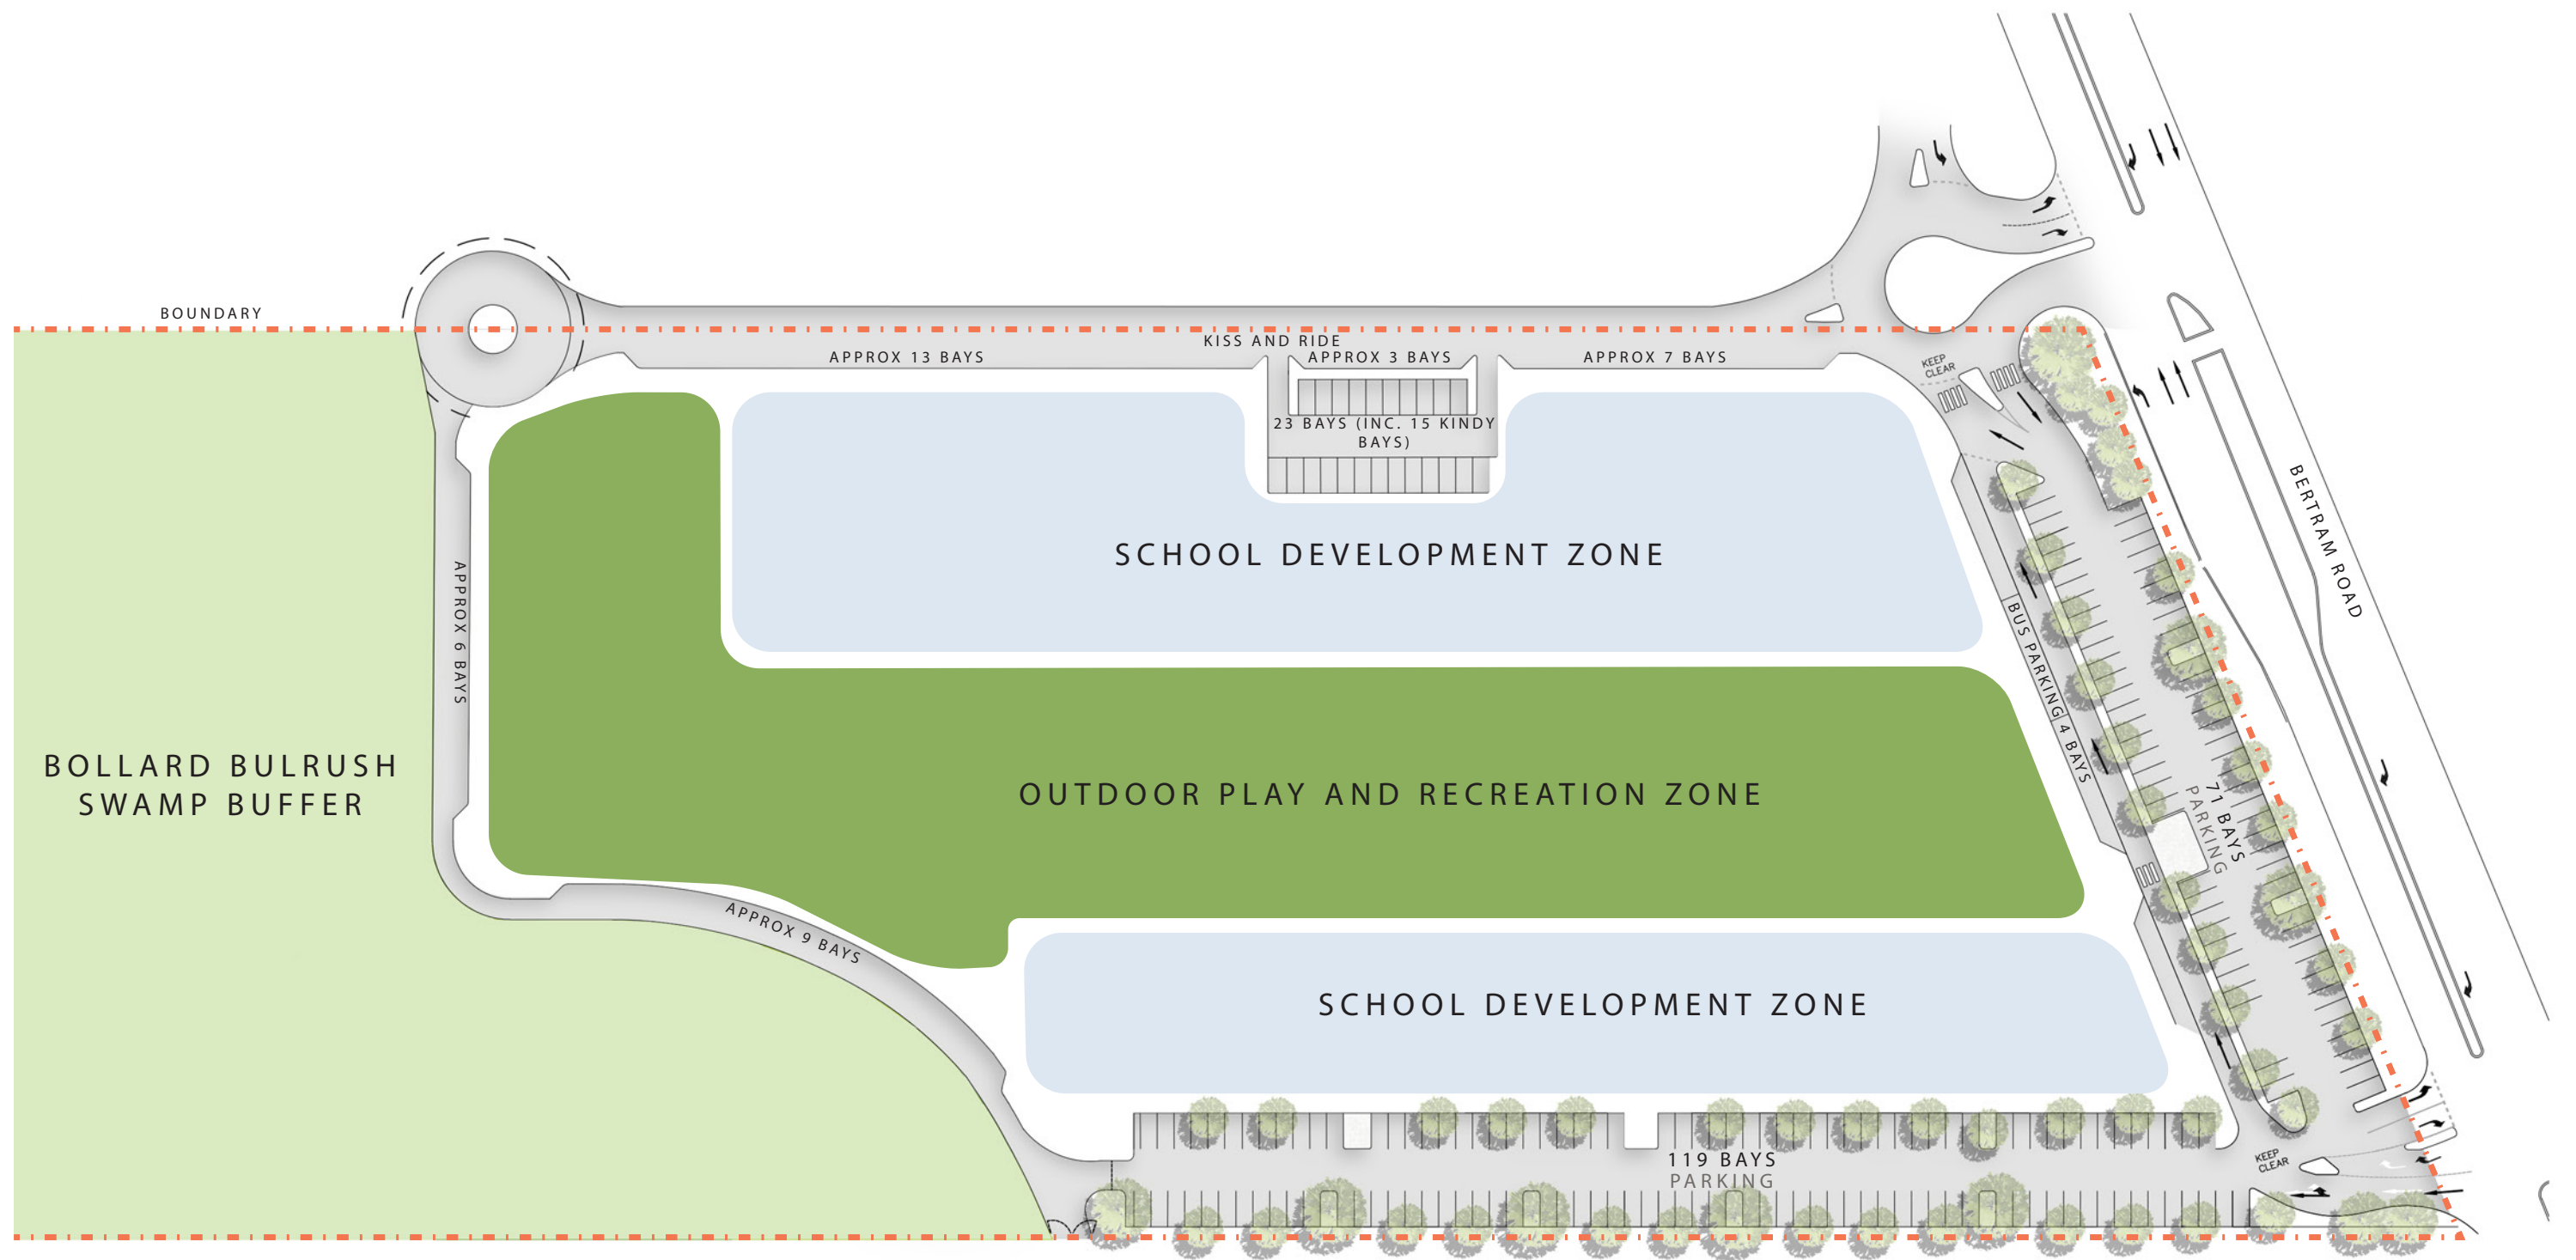 BOUNDARY
KISS AND RIDE
APPROX 13 BAYS
APPROX 3 BAYS
APPROX 7 BAYS
KEEP
CLEAR
23 BAYS (INC. 15 KINDY
BAYS)
SCHOOL DEVELOPMENT ZONE
BERTRAM ROAD
APPROX 6 BAYS
BUS PARKING 4 BAYS
BOLLARD BULRUSH
SWAMP BUFFER
OUTDOOR PLAY AND RECREATION ZONE
71 BAYS
PARKING
APPROX 9 BAYS
SCHOOL DEVELOPMENT ZONE
119 BAYS
PARKING
KEEP
CLEAR